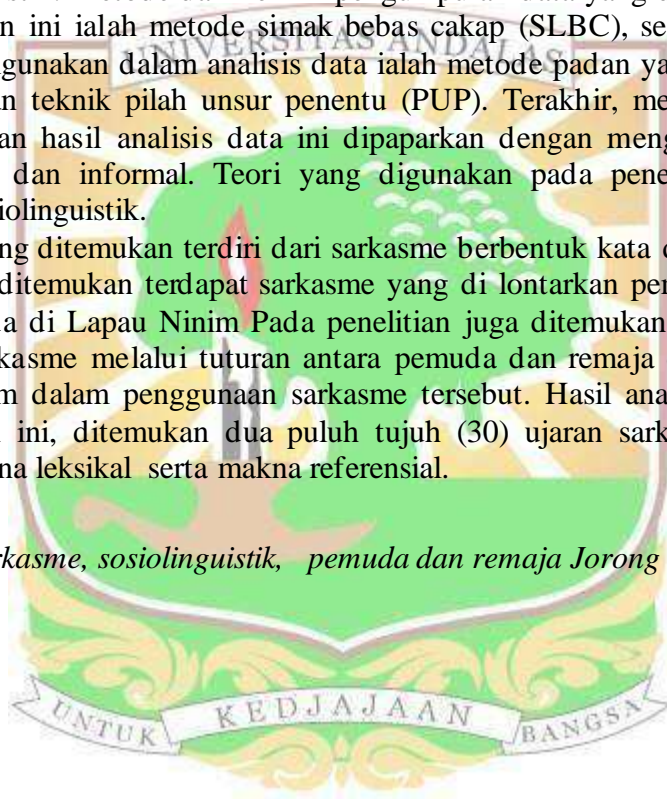 n ini ialah metode simak bebas cakap (SLBC), se
UNIVERSITAS ANDALAS
gunakan dalam analisis data ialah metode padan ya
n teknik pilah unsur penentu (PUP). Terakhir, me
an hasil analisis data ini dipaparkan dengan meng
dan informal. Teori yang digunakan pada pene
iolinguistik.
ng ditemukan terdiri dari sarkasme berbentuk kata d
ditemukan terdapat sarkasme yang di lontarkan pe
a di Lapau Ninim Pada penelitian juga ditemukan
kasme melalui tuturan antara pemuda dan remaja
m dalam penggunaan sarkasme tersebut. Hasil ana
ini, ditemukan dua puluh tujuh (30) ujaran sark
na leksikal serta makna referensial.
rkasme, sosiolinguistik, pemuda dan remaja Jorong
UNTUK KEDJAJAAN BANGSA